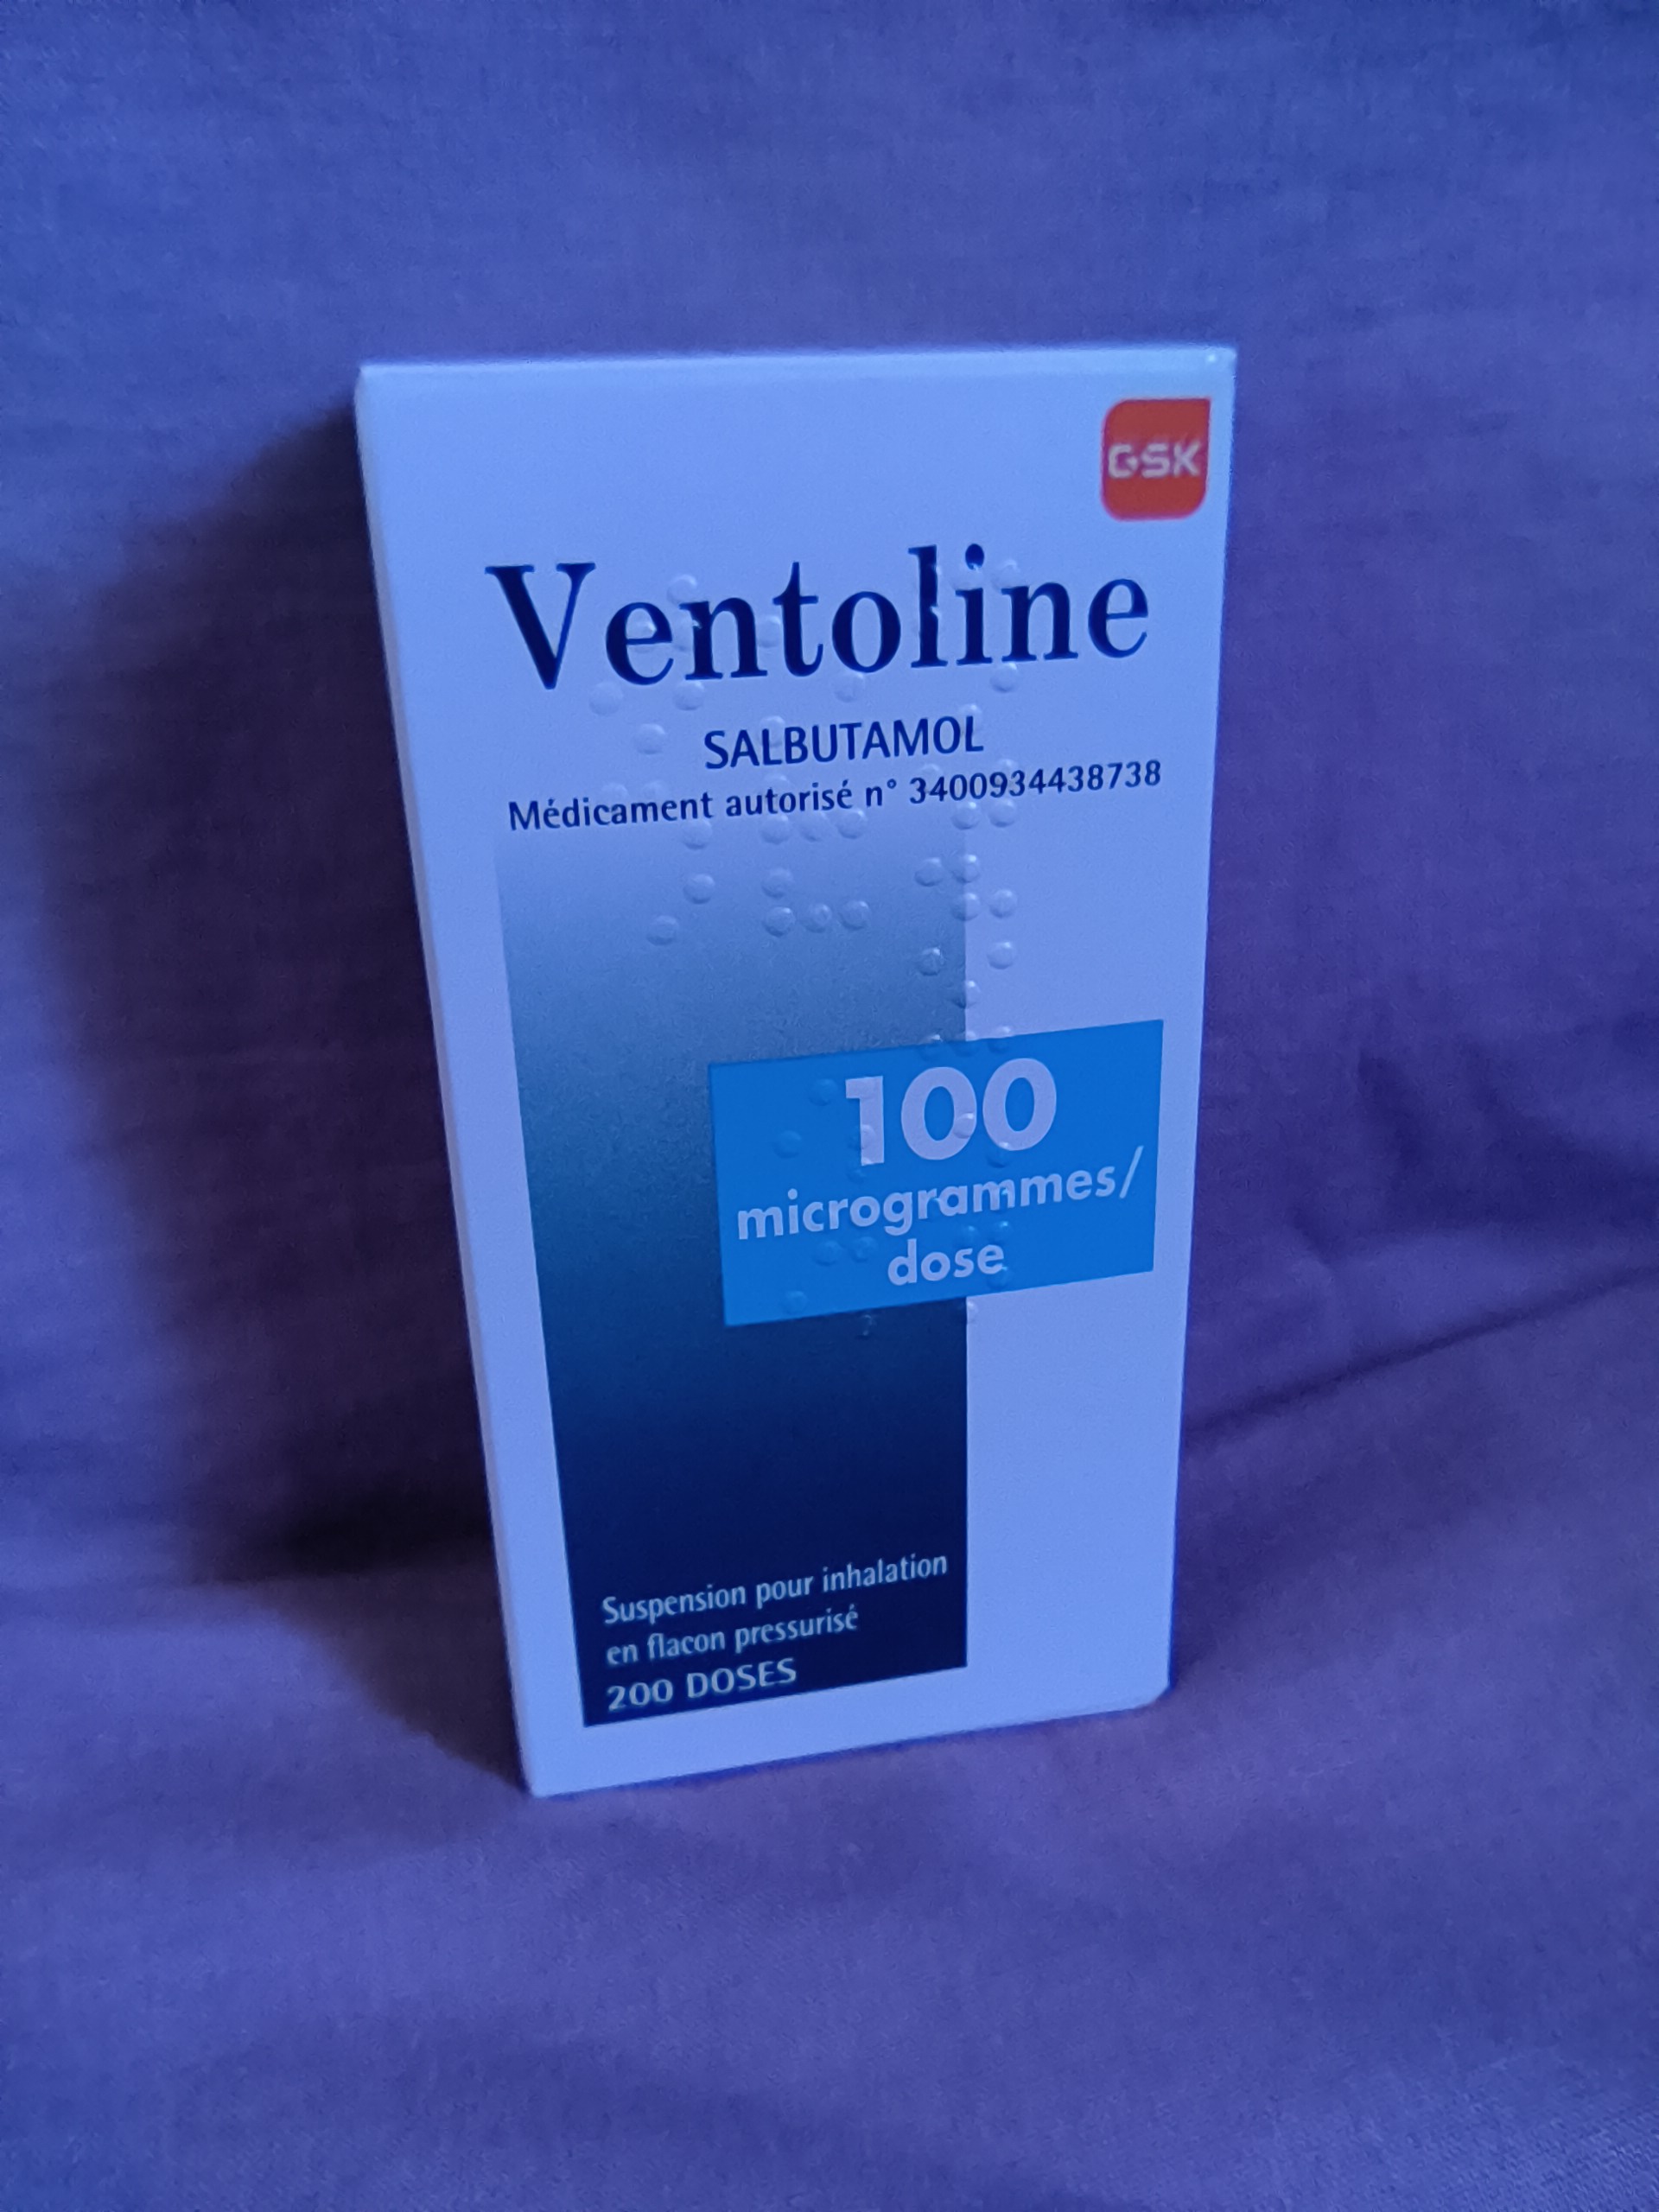 GSK
Ventoline
SALBUTAMOL
Médicament autorisé n° 3400934438738
100
microgrammes/
dose
Suspension pour inhalation
en flacon pressurisé
200 DOSES